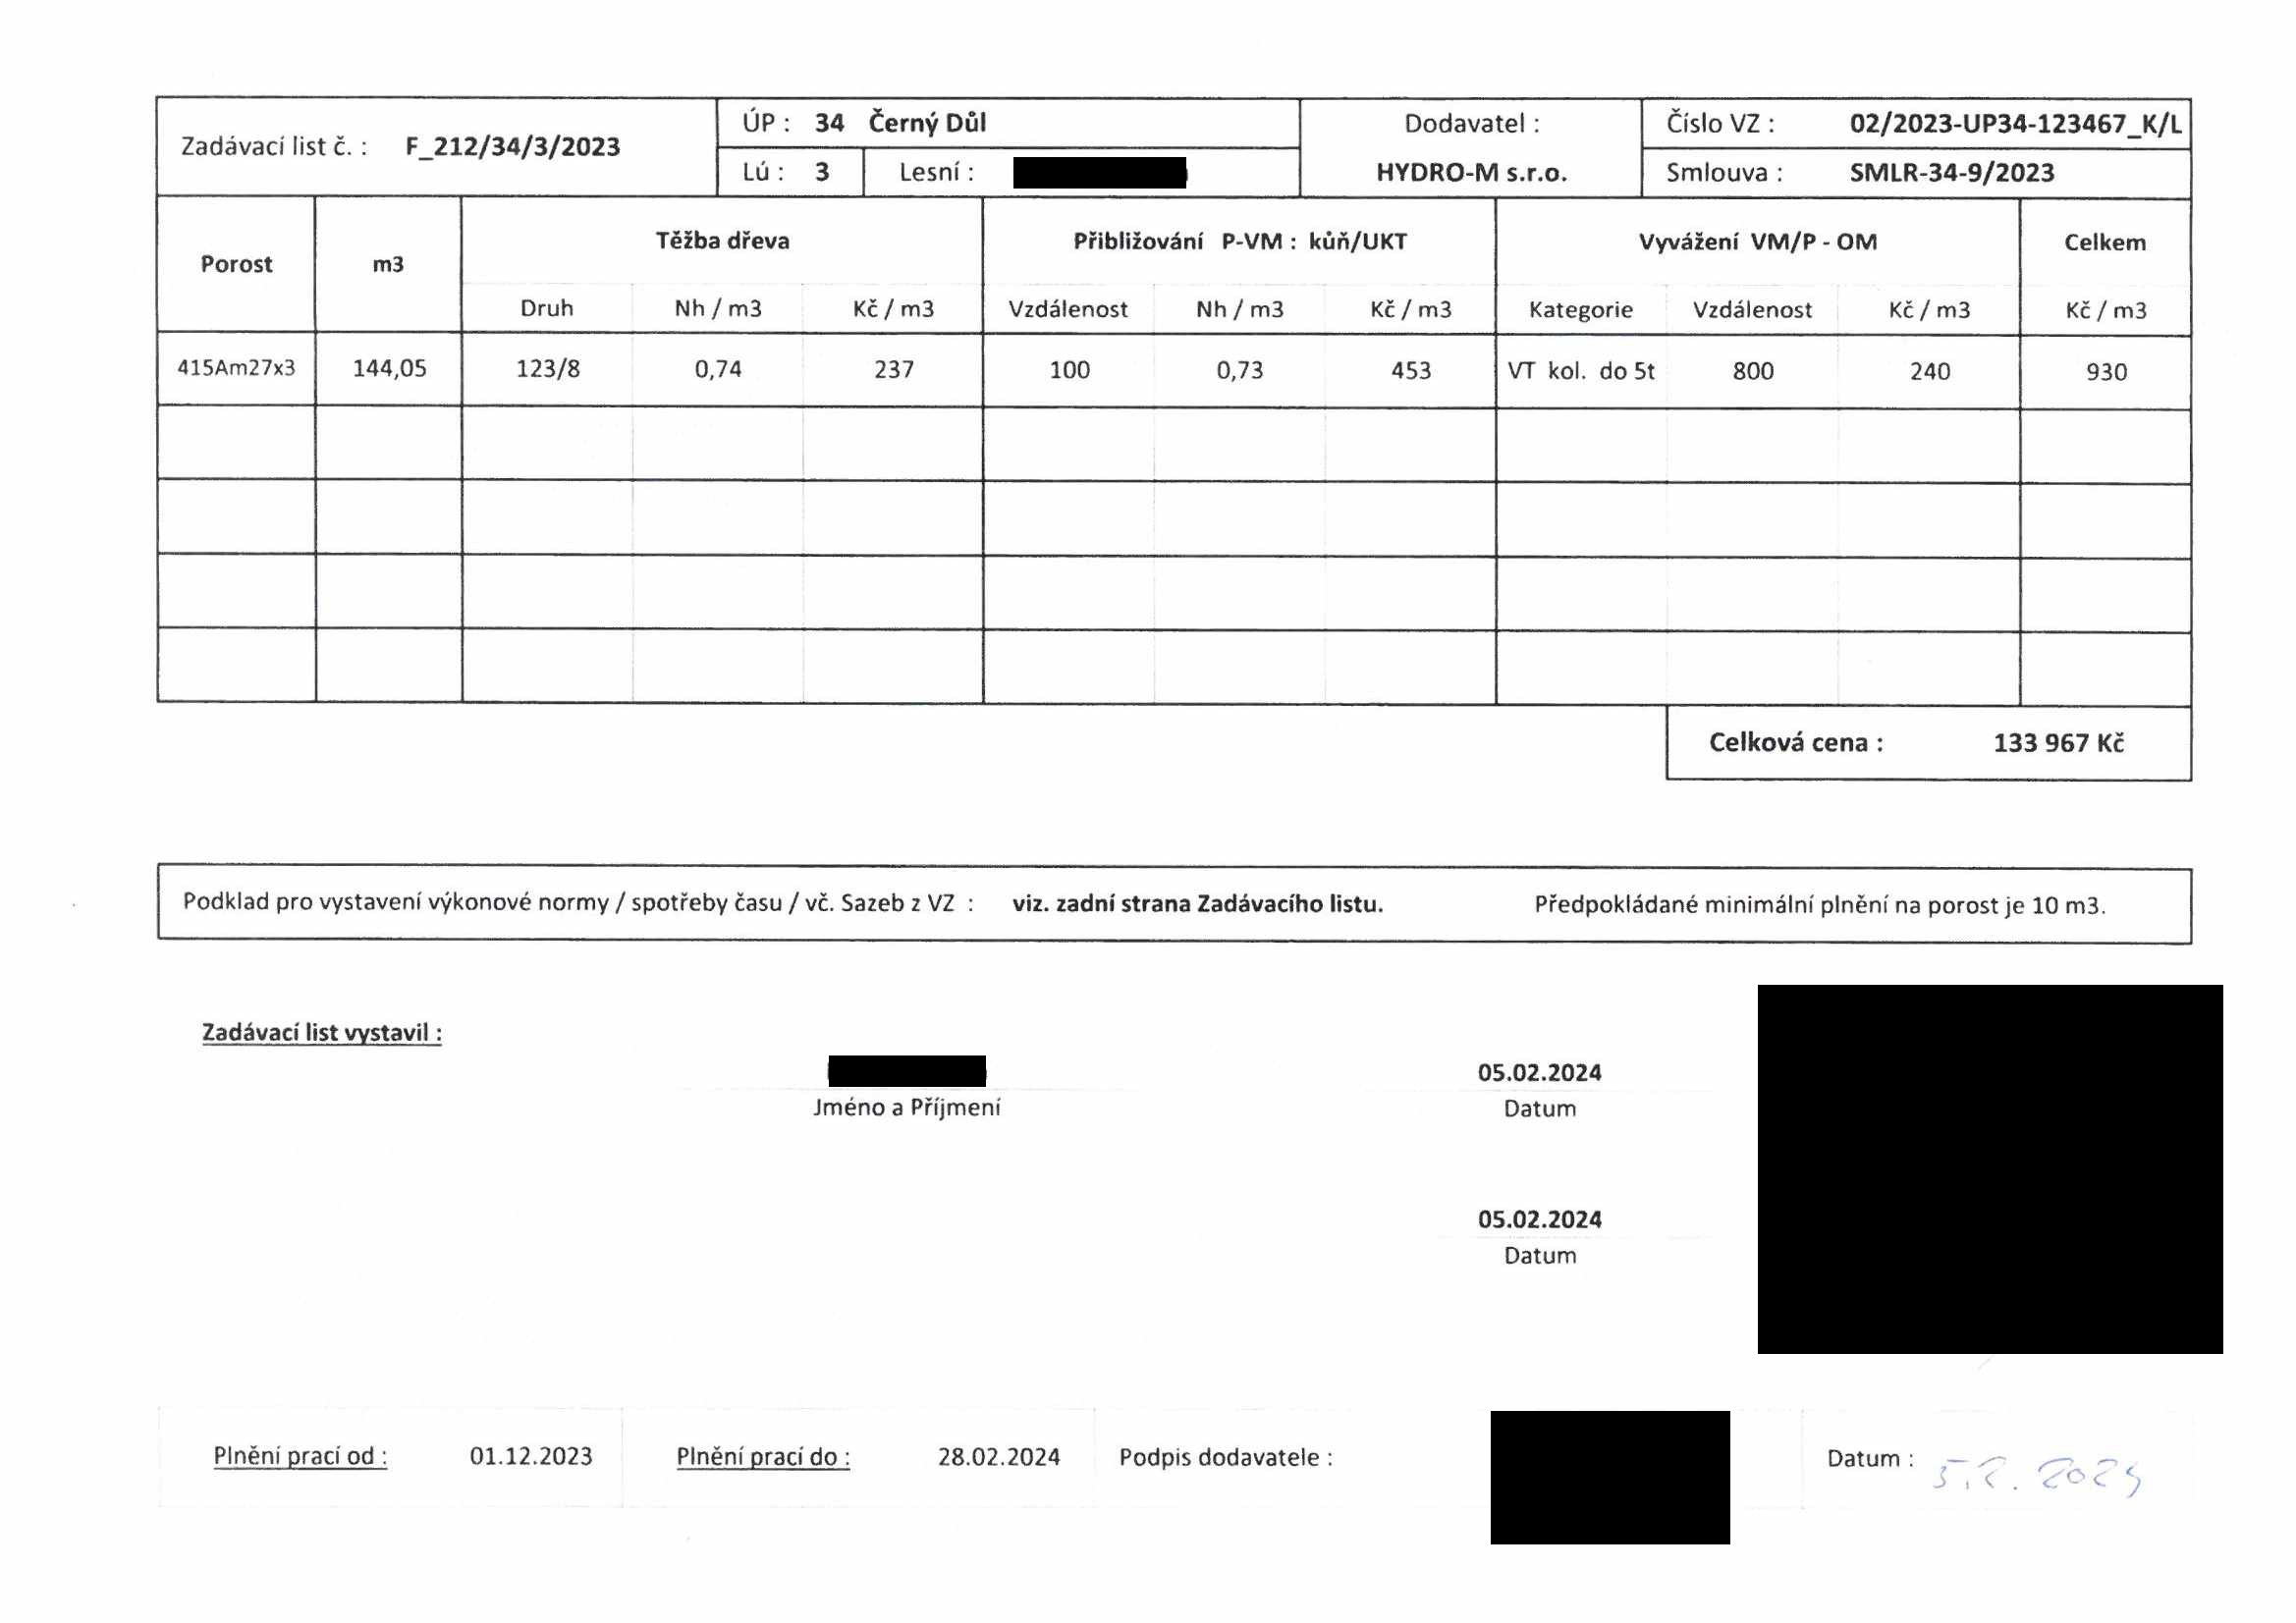 Zadávací list č. : F_212/34/3/2023
ÚP : 34 Černý Důl
Lú : 3 Lesní :
Dodavatel :
HYDRO-M s.r.o.
Číslo VZ : 02/2023-UP34-123467_K/L
Smlouva : SMLR-34-9/2023
Porost m3 Těžba dřeva Přibližování P-VM : kůň/UKT Vyvážení VM/P - OM Celkem
Druh Nh / m3 Kč / m3 Vzdálenost Nh / m3 Kč / m3 Kategorie Vzdálenost Kč / m3 Kč / m3
415Am27x3 144,05 123/8 0,74 237 100 0,73 453 VT kol. do 5t 800 240 930
Celková cena : 133 967 Kč
Podklad pro vystavení výkonové normy / spotřeby času / vč. Sazeb z VZ : viz. zadní strana Zadávacího listu. Předpokládané minimální plnění na porost je 10 m3.
Zadávací list vystavil :
05.02.2024
Jméno a Příjmení Datum
05.02.2024
Datum
Plnění prací od : 01.12.2023 Plnění prací do : 28.02.2024 Podpis dodavatele : Datum : 5.2. 2024